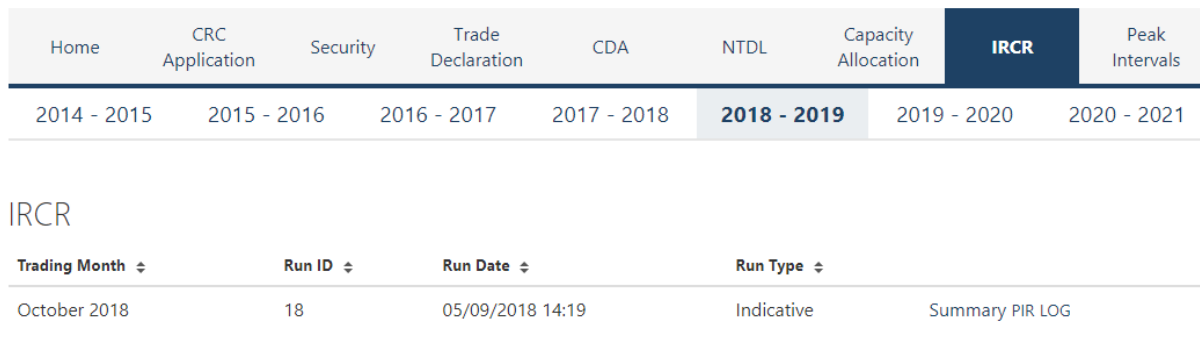 Home CRC Application Security Trade Declaration CDA NTDL Capacity Allocation IRCR Peak Intervals
2014 - 2015 2015 - 2016 2016 - 2017 2017 - 2018 2018 - 2019 2019 - 2020 2020 - 2021
IRCR
Trading Month Run ID Run Date Run Type
October 2018 18 05/09/2018 14:19 Indicative Summary PIR LOG